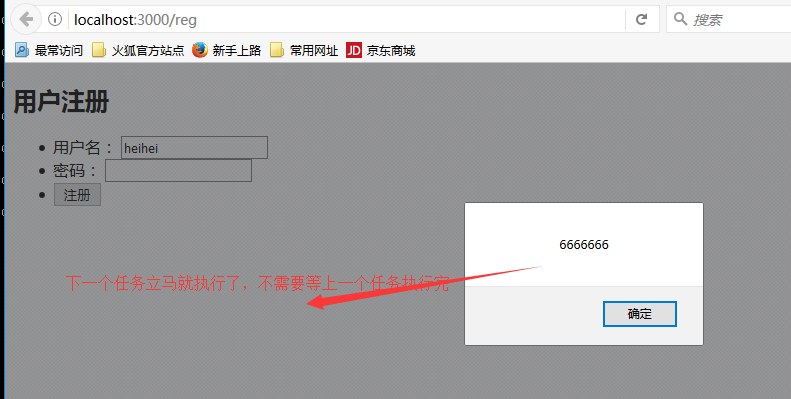 localhost:3000/reg
搜索
最常访问 火狐官方站点 新手上路 常用网址 JD 京东商城
用户注册
用户名： heihei
密码：
注册
6666666
下一个任务立马就执行了，不需要等上一个任务执行完
确定